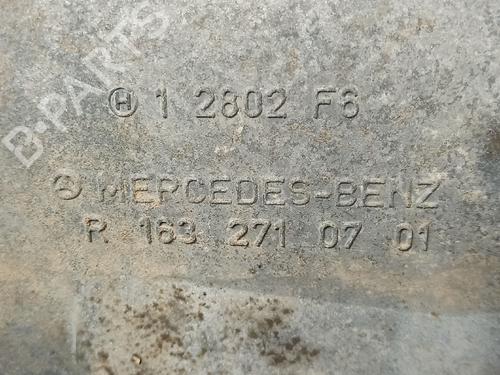 B-PARTS
H 1 2802 F6
MERCEDES-BENZ
R 163 271 07 01